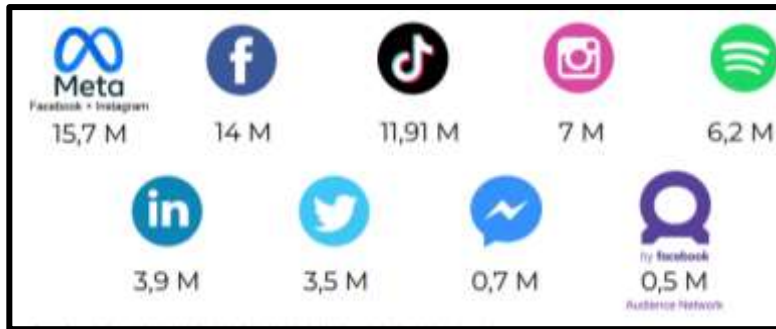 Meta
Facebook + Instagram
15,7 M
f
14 M
11,91 M
7 M
6,2 M
in
3,9 M
3,5 M
0,7 M
by facebook
0,5 M
Audience Network